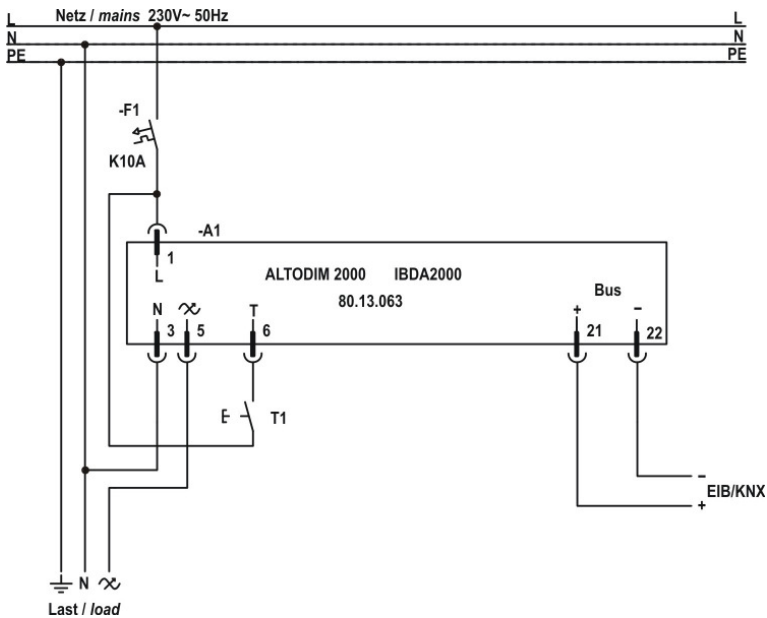 Netz / mains 230V~ 50Hz
L L
N N
PE PE
-F1
K10A
-A1
1
L
ALTODIM 2000 IBDA2000
80.13.063
Bus
N T + -
3 5 6 21 22
T1
-
EIB/KNX
+
N
Last / load